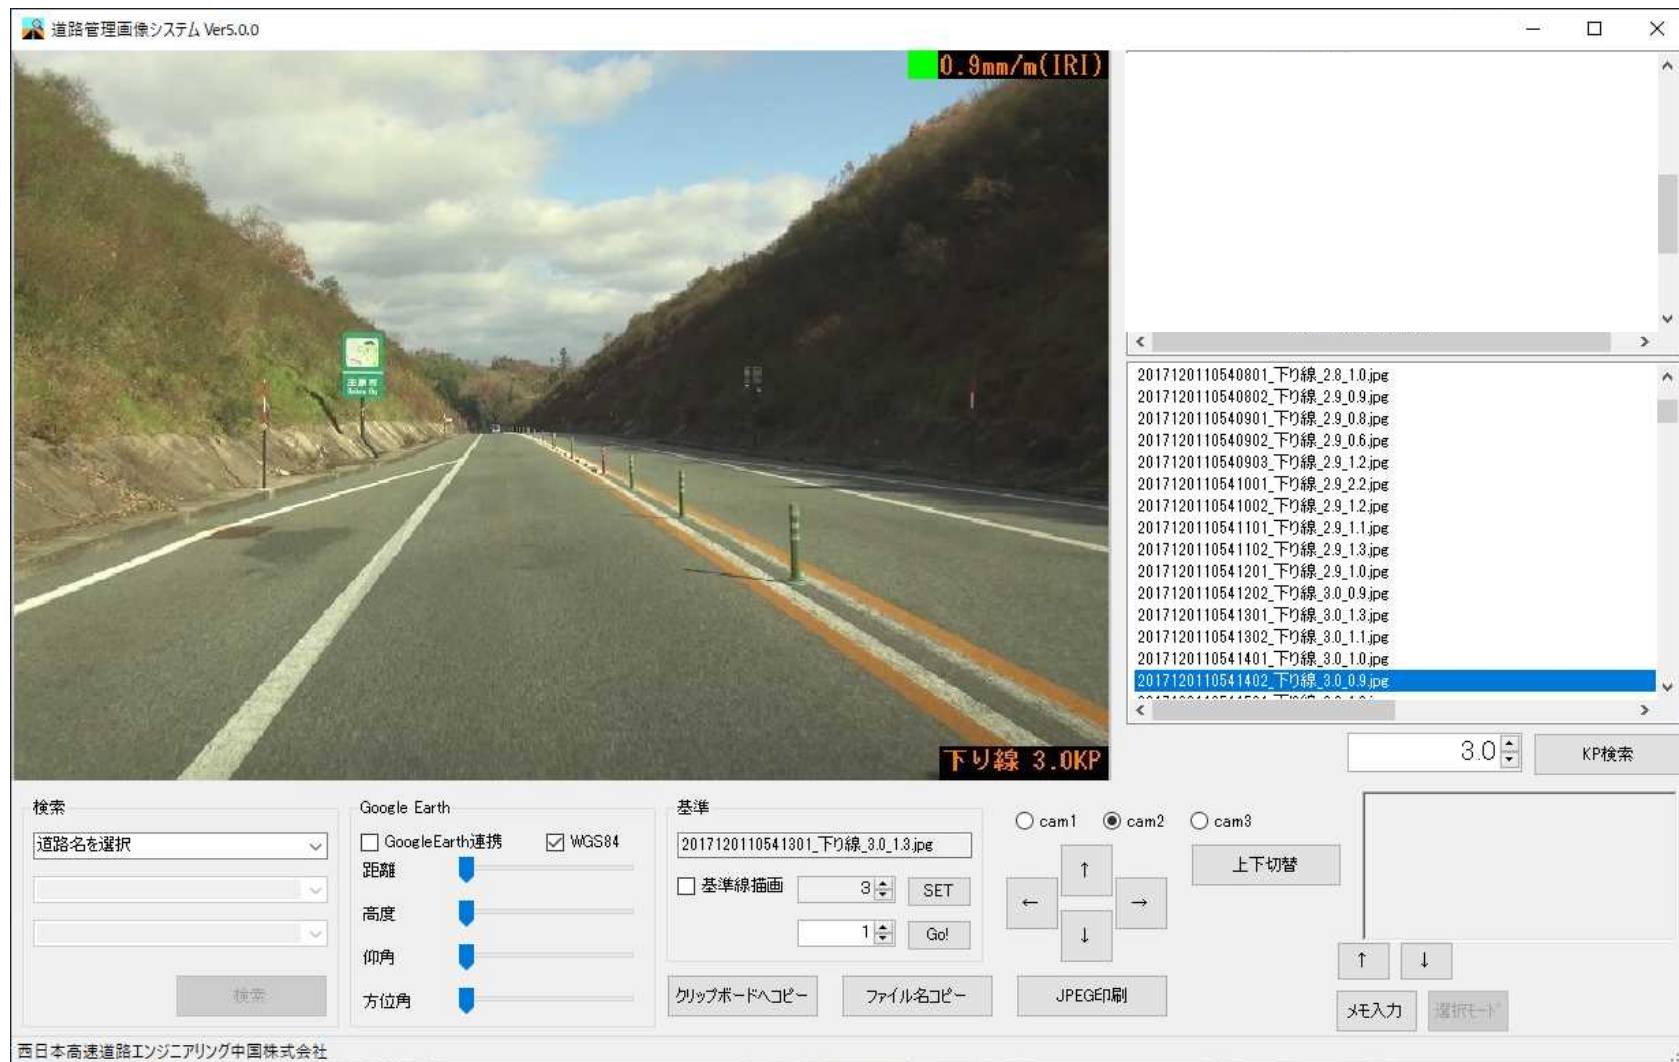 道路管理画像システム Ver5.0.0
0.9mm/m(IRI)
下り線 3.0KP
2017120110540801_下り線_2.8_1.0.jpg
2017120110540802_下り線_2.9_0.9.jpg
2017120110540901_下り線_2.9_0.8.jpg
2017120110540902_下り線_2.9_0.6.jpg
2017120110540903_下り線_2.9_1.2.jpg
2017120110541001_下り線_2.9_2.2.jpg
2017120110541002_下り線_2.9_1.2.jpg
2017120110541101_下り線_2.9_1.1.jpg
2017120110541102_下り線_2.9_1.3.jpg
2017120110541201_下り線_2.9_1.0.jpg
2017120110541202_下り線_3.0_0.9.jpg
2017120110541301_下り線_3.0_1.3.jpg
2017120110541302_下り線_3.0_1.1.jpg
2017120110541401_下り線_3.0_1.0.jpg
2017120110541402_下り線_3.0_0.9.jpg
3.0
KP検索
検索
道路名を選択
検索
Google Earth
GoogleEarth連携
WGS84
距離
高度
仰角
方位角
基準
2017120110541301_下り線_3.0_1.3.jpg
基準線描画
3
SET
1
Go!
クリップボードへコピー
ファイル名コピー
cam1
cam2
cam3
↑
←
→
↓
上下切替
JPEG印刷
↑
↓
メモ入力
選択モード
西日本高速道路エンジニアリング中国株式会社